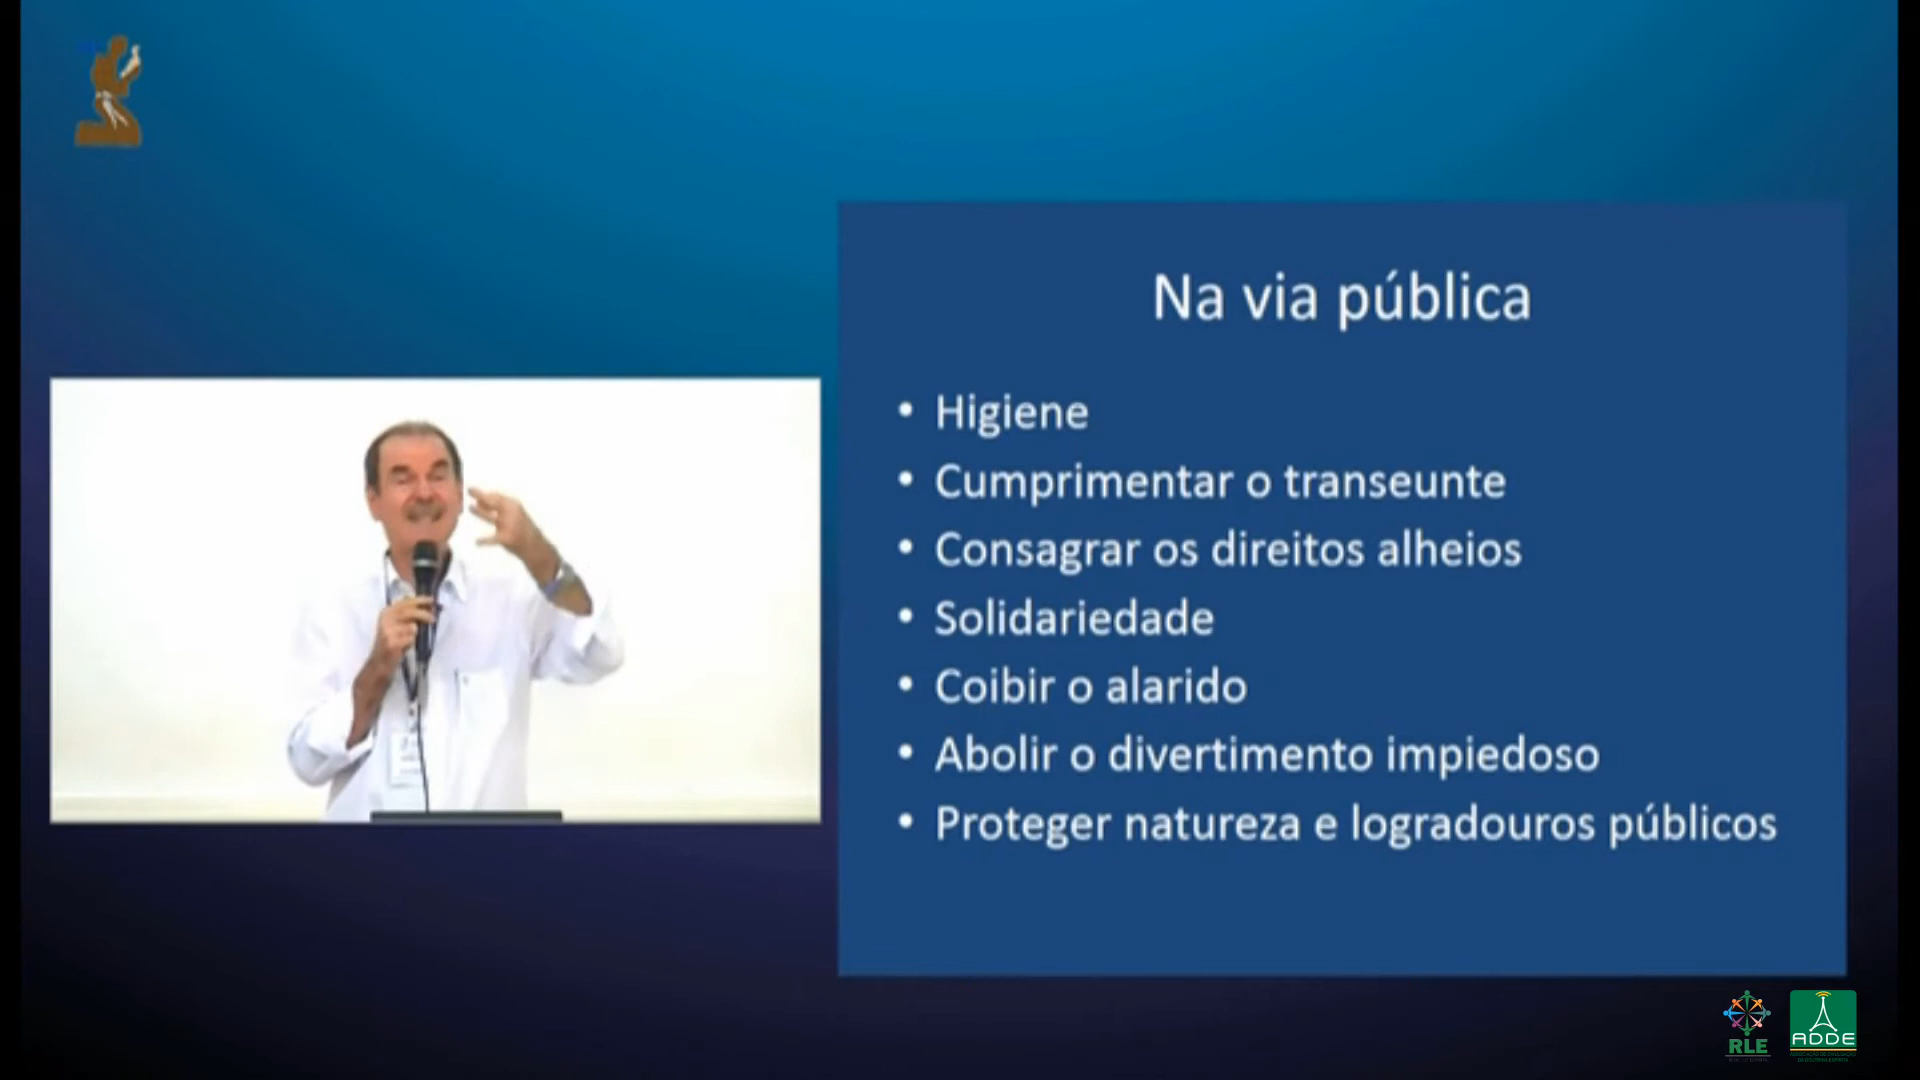 Na via pública
• Higiene
• Cumprimentar o transeunte
• Consagrar os direitos alheios
• Solidariedade
• Coibir o alarido
• Abolir o divertimento impiedoso
• Proteger natureza e logradouros públicos
RLE
ADDE